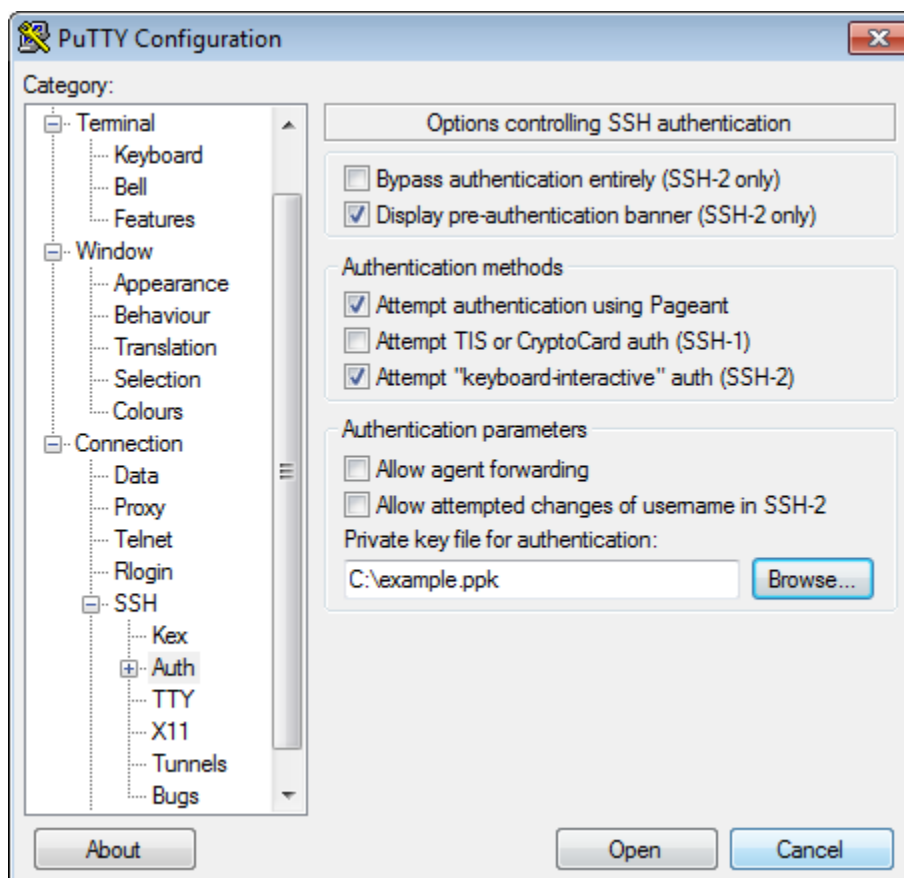 PuTTY Configuration
Category:
Terminal
Keyboard
Bell
Features
Window
Appearance
Behaviour
Translation
Selection
Colours
Connection
Data
Proxy
Telnet
Rlogin
SSH
Kex
Auth
TTY
X11
Tunnels
Bugs
Options controlling SSH authentication
Bypass authentication entirely (SSH-2 only)
Display pre-authentication banner (SSH-2 only)
Authentication methods
Attempt authentication using Pageant
Attempt TIS or CryptoCard auth (SSH-1)
Attempt "keyboard-interactive" auth (SSH-2)
Authentication parameters
Allow agent forwarding
Allow attempted changes of username in SSH-2
Private key file for authentication:
C:\example.ppk
Browse...
About
Open
Cancel